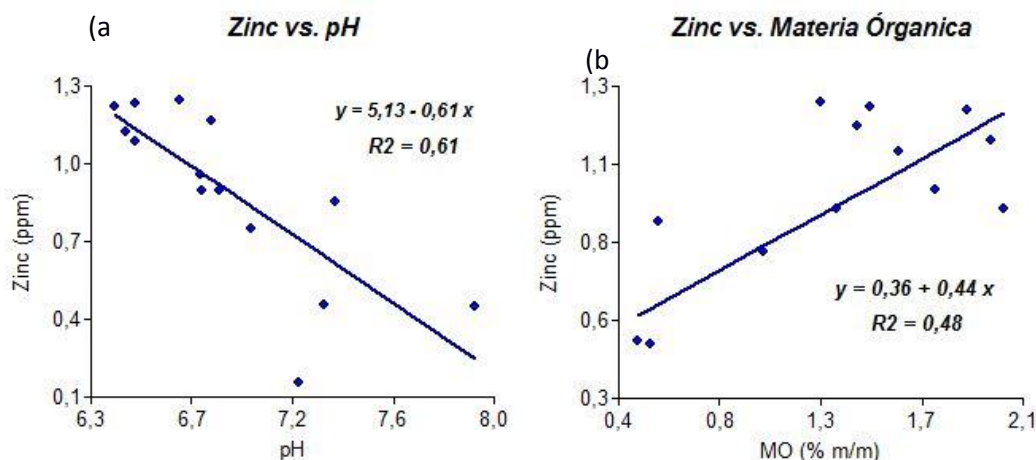 (a
Zinc vs. pH
1,3
1,0
0,7
0,4
0,1
Zinc (ppm)
y = 5,13 - 0,61 x
R2 = 0,61
6,3
6,7
7,2
7,6
8,0
pH
(b
Zinc vs. Materia Órganica
1,3
1,1
0,8
0,6
0,3
Zinc (ppm)
y = 0,36 + 0,44 x
R2 = 0,48
0,4
0,8
1,3
1,7
2,1
MO (% m/m)